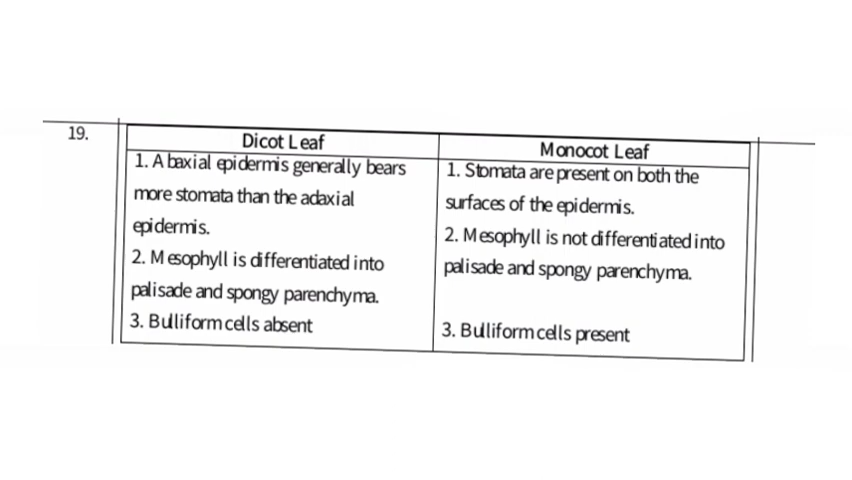 19.
Dicot Leaf
1. Abaxial epidermis generally bears
more stomata than the adaxial
epidermis.
2. Mesophyll is differentiated into
palisade and spongy parenchyma.
3. Bulliform cells absent
Monocot Leaf
1. Stomata are present on both the
surfaces of the epidermis.
2. Mesophyll is not differentiated into
palisade and spongy parenchyma.
3. Bulliform cells present